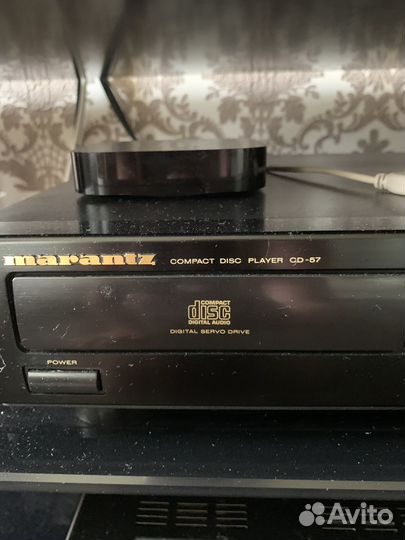 marantz COMPACT DISC PLAYER CD-57
COMPACT
disc
DIGITAL AUDIO
DIGITAL SERVO DRIVE
POWER
Avito